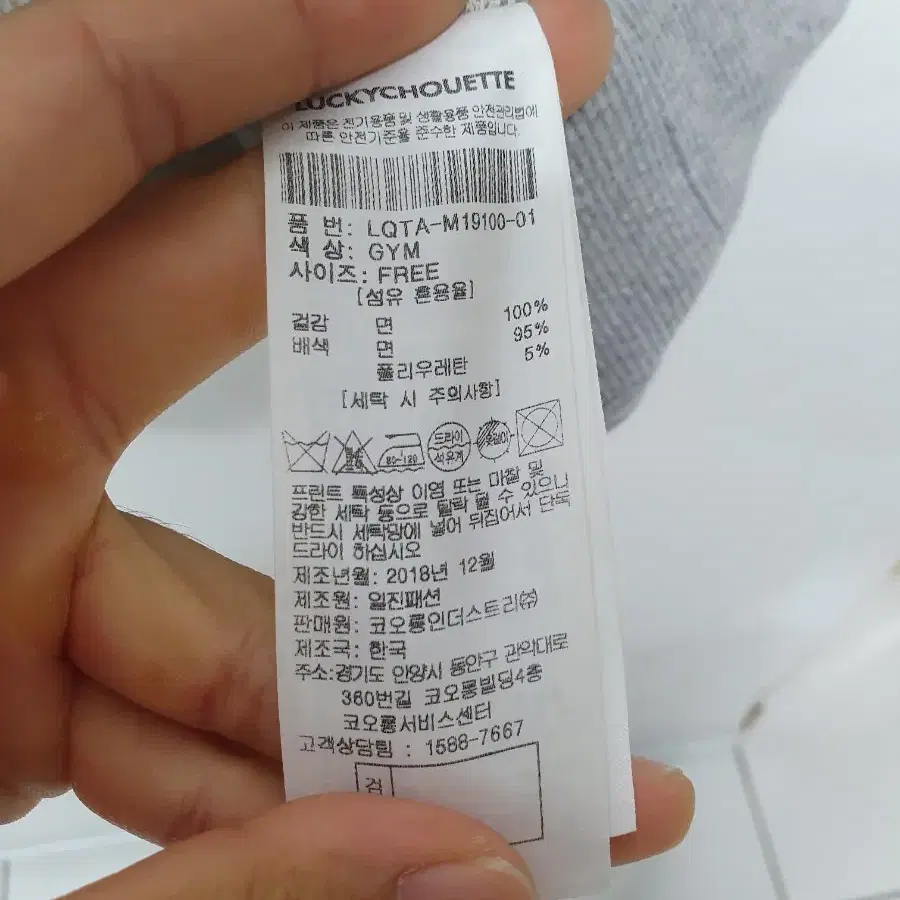 LUCKYCHOUETTE
이 제품은 전기용품 및 생활용품 안전관리법에
따른 안전기준을 준수한 제품입니다.
품 번: LQTA-M19100-01
색 상: GYM
사이즈: FREE
[섬유 혼용율]
겉감 면 100%
배색 면 95%
폴리우레탄 5%
[세탁 시 주의사항]
80-120
드라이
석유계
프린트 특성상 이염 또는 마찰 및
강한 세탁 등으로 탈락 될 수 있으니
반드시 세탁망에 넣어 뒤집어서 단독
드라이 하십시오
제조년월: 2018년 12월
제조원: 일진패션
판매원: 코오롱인더스트리㈜
제조국: 한국
주소:경기도 안양시 동안구 관악대로
360번길 코오롱빌딩4층
코오롱서비스센터
고객상담팀 : 1588-7667
검